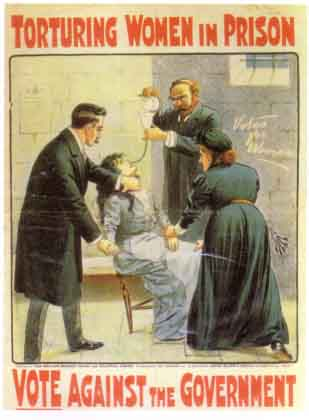 TORTURING WOMEN IN PRISON
Votes
for
Women
VOTE AGAINST THE GOVERNMENT